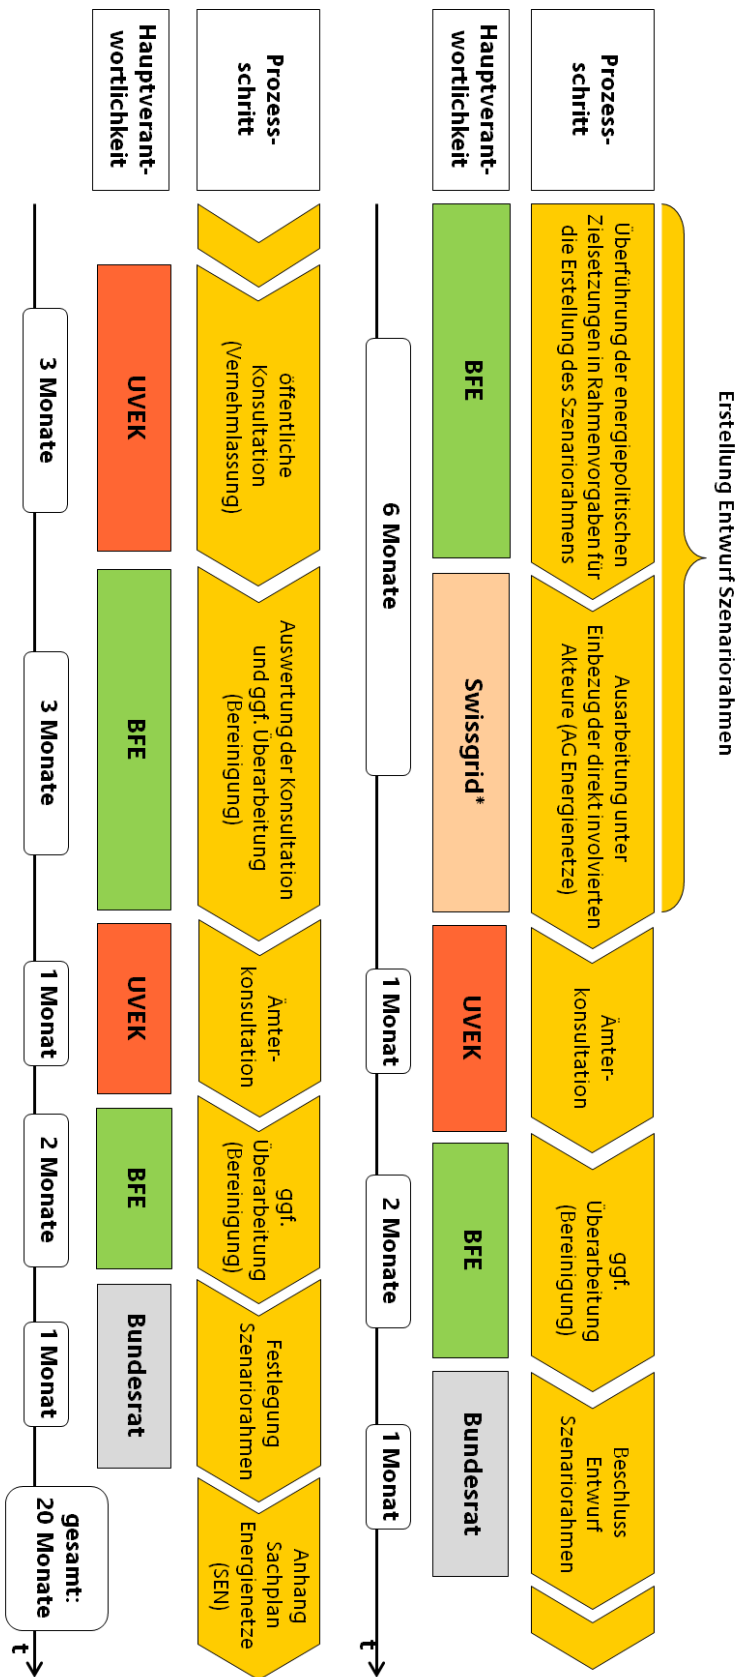 Erstellung Entwurf Szenariorahmen
Prozess-
schritt
Überführung der energiepolitischen
Zielsetzungen in Rahmenvorgaben für
die Erstellung des Szenariorahmens
Ausarbeitung unter
Einbezug der direkt involvierten
Akteure (AG Energienetze)
Ämter-
konsultation
ggf.
Überarbeitung
(Bereinigung)
Beschluss
Entwurf
Szenariorahmen
Hauptverant-
wortlichkeit
BFE
Swissgrid*
UVEK
BFE
Bundesrat
6 Monate
1 Monat
2 Monate
1 Monat
t
Prozess-
schritt
öffentliche
Konsultation
(Vernehmlassung)
Auswertung der Konsultation
und ggf. Überarbeitung
(Bereinigung)
Ämter-
konsultation
ggf.
Überarbeitung
(Bereinigung)
Festlegung
Szenariorahmen
Anhang
Sachplan
Energienetze
(SEN)
Hauptverant-
wortlichkeit
UVEK
BFE
UVEK
BFE
Bundesrat
3 Monate
3 Monate
1 Monat
2 Monate
1 Monat
gesamt:
20 Monate
t